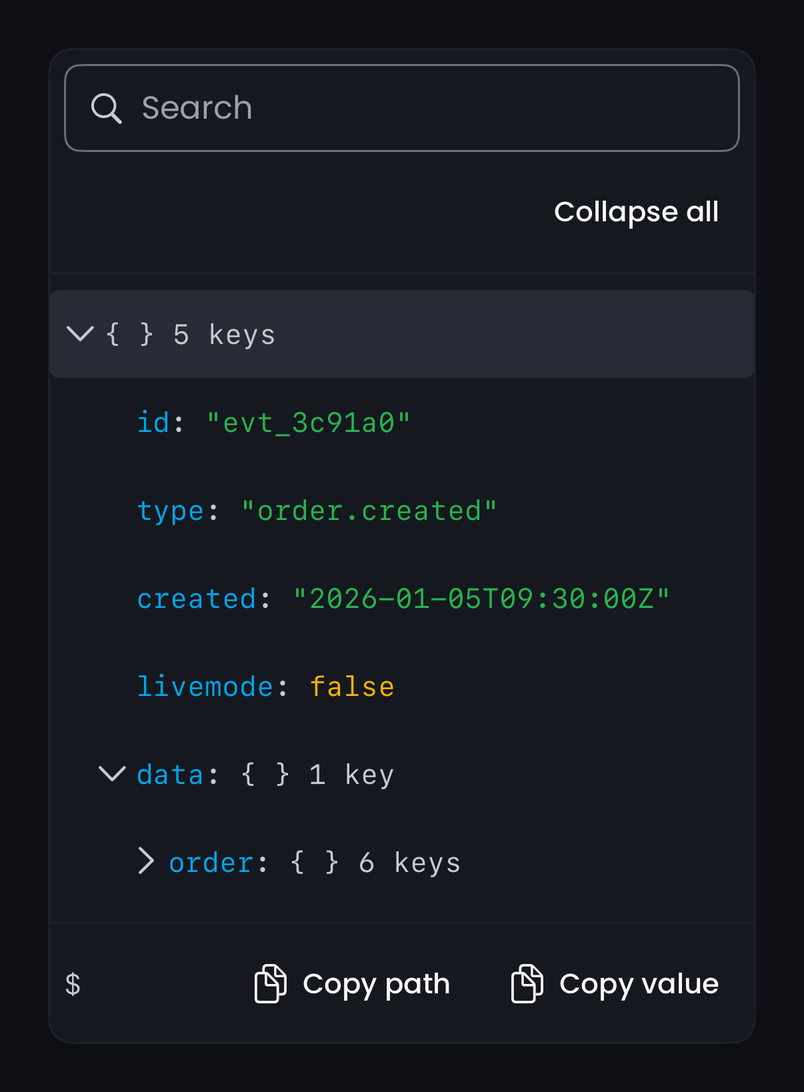 Search
Collapse all
{ } 5 keys
id: "evt_3c91a0"
type: "order.created"
created: "2026-01-05T09:30:00Z"
livemode: false
data: { } 1 key
order: { } 6 keys
$ Copy path Copy value